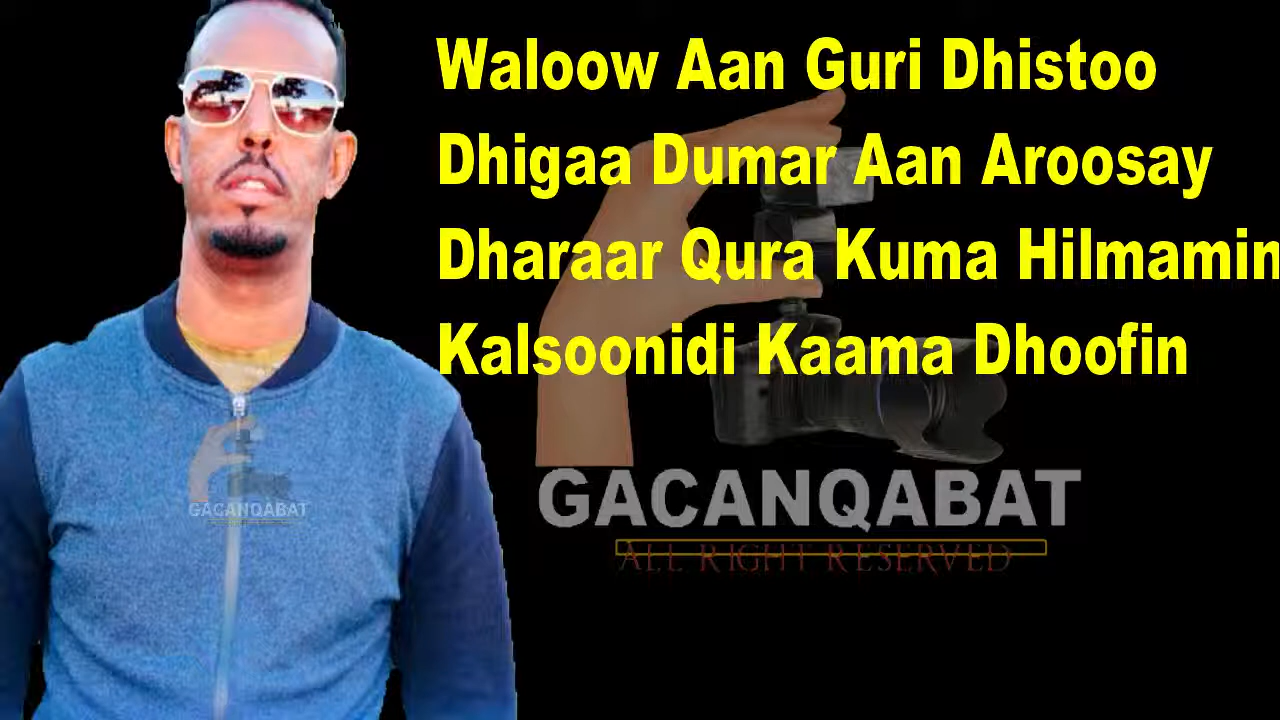 Waloow Aan Guri Dhistoo
Dhigaa Dumar Aan Aroosay
Dharaar Qura Kuma Hilmamin
Kalsoonidi Kaama Dhoofin
GACANQABAT
ALL RIGHT RESERVED
GACANQABAT